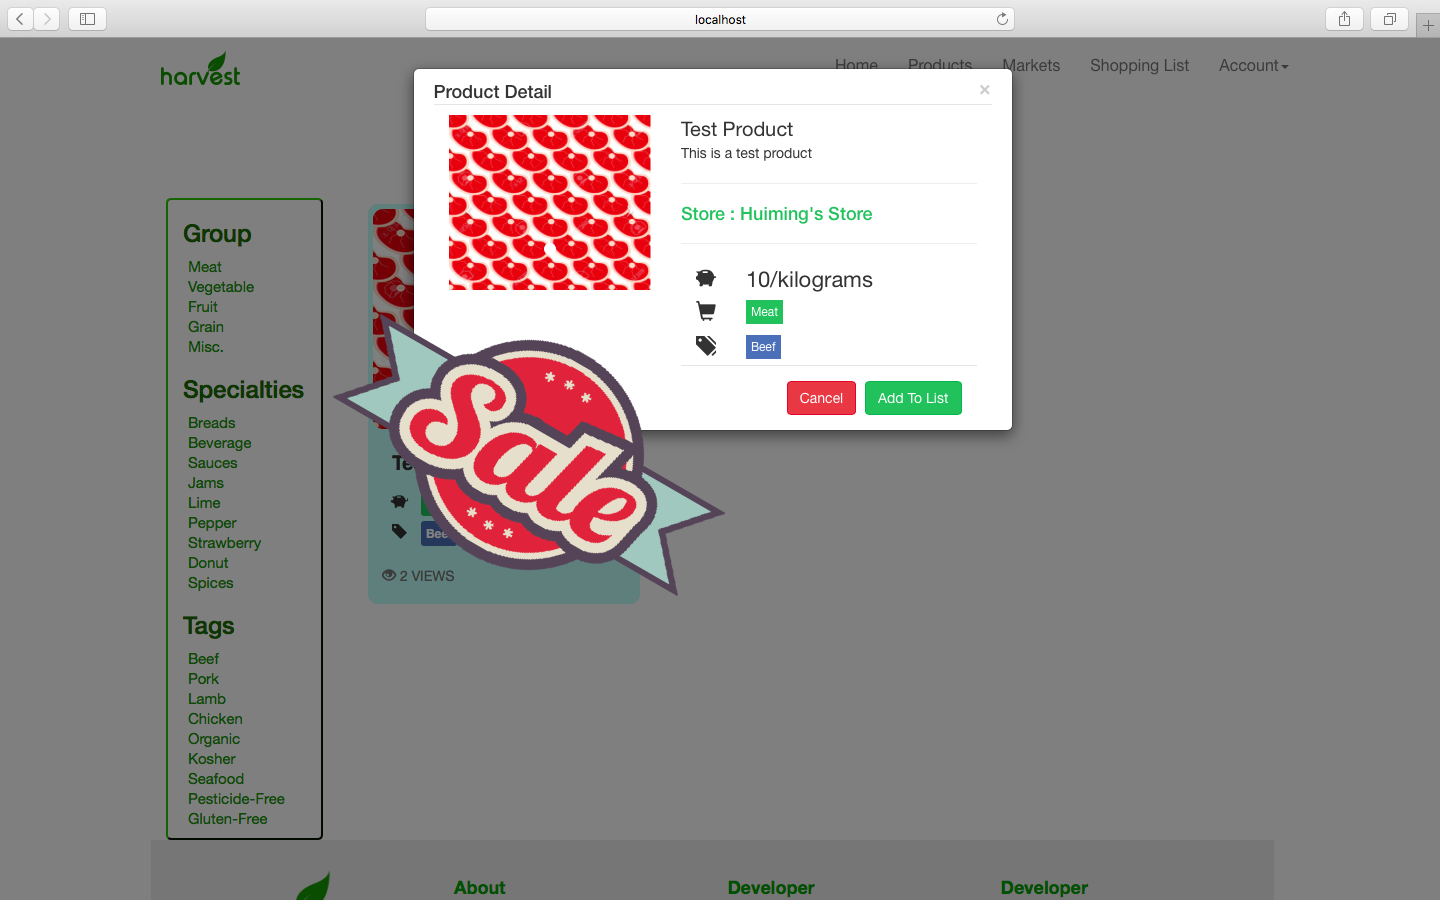 localhost
harvest
Home Products Markets Shopping List Account
Product Detail
×
Test Product
This is a test product
Store : Huiming's Store
10/kilograms
Meat
Beef
Cancel Add To List
Group
Meat
Vegetable
Fruit
Grain
Misc.
Specialties
Breads
Beverage
Sauces
Jams
Lime
Pepper
Strawberry
Donut
Spices
Tags
Beef
Pork
Lamb
Chicken
Organic
Kosher
Seafood
Pesticide-Free
Gluten-Free
Sale
2 VIEWS
About Developer Developer